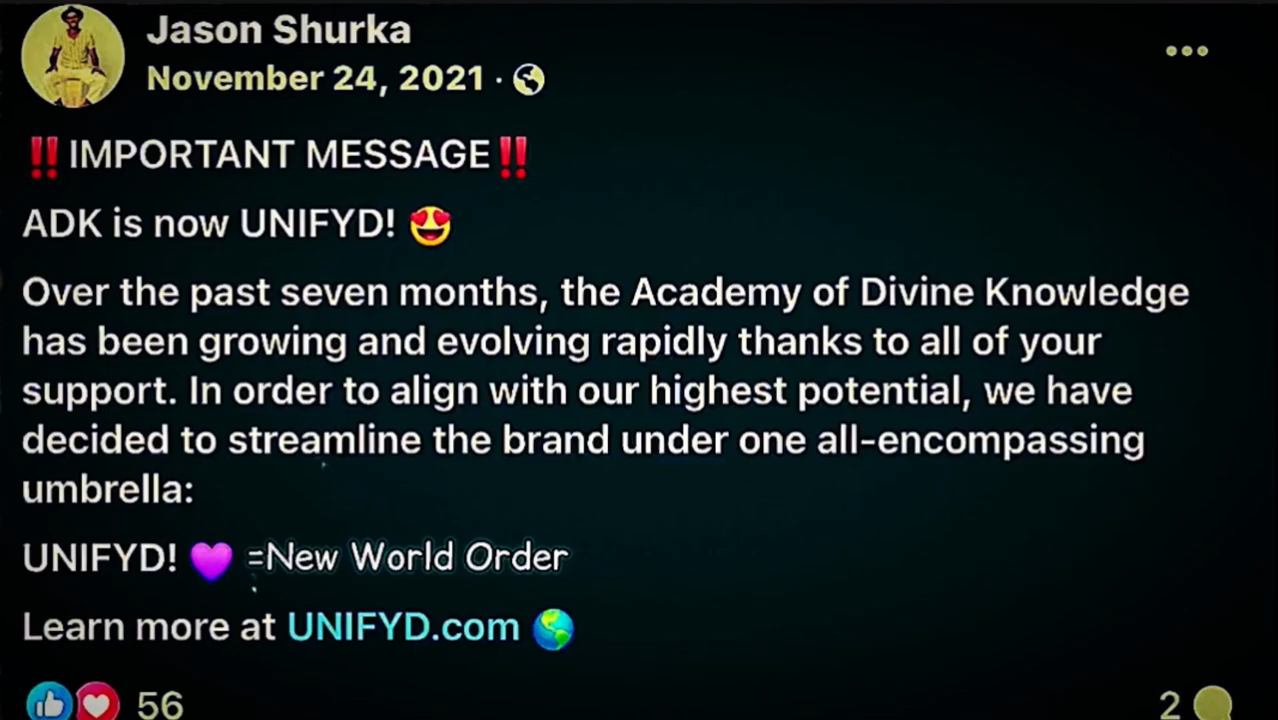 Jason Shurka
November 24, 2021 ·
‼️IMPORTANT MESSAGE‼️
ADK is now UNIFYD! 😍
Over the past seven months, the Academy of Divine Knowledge
has been growing and evolving rapidly thanks to all of your
support. In order to align with our highest potential, we have
decided to streamline the brand under one all-encompassing
umbrella:
UNIFYD! 💜 =New World Order
Learn more at UNIFYD.com 🌎
56
2